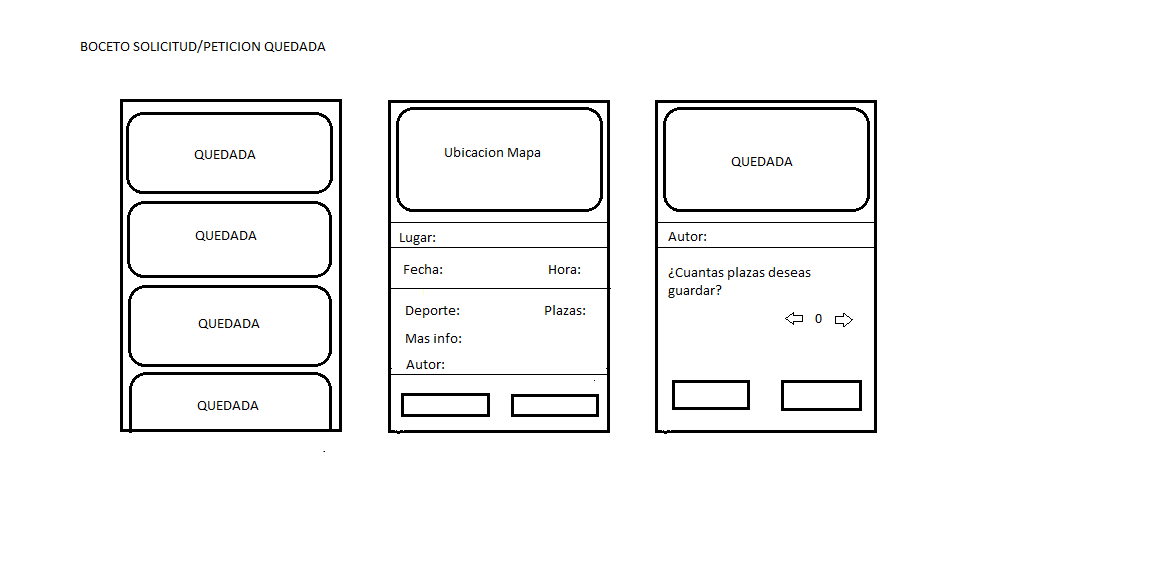 BOCETO SOLICITUD/PETICION QUEDADA
QUEDADA
QUEDADA
QUEDADA
QUEDADA
Ubicacion Mapa
Lugar:
Fecha: Hora:
Deporte: Plazas:
Mas info:
Autor:
QUEDADA
Autor:
¿Cuantas plazas deseas
guardar?
0